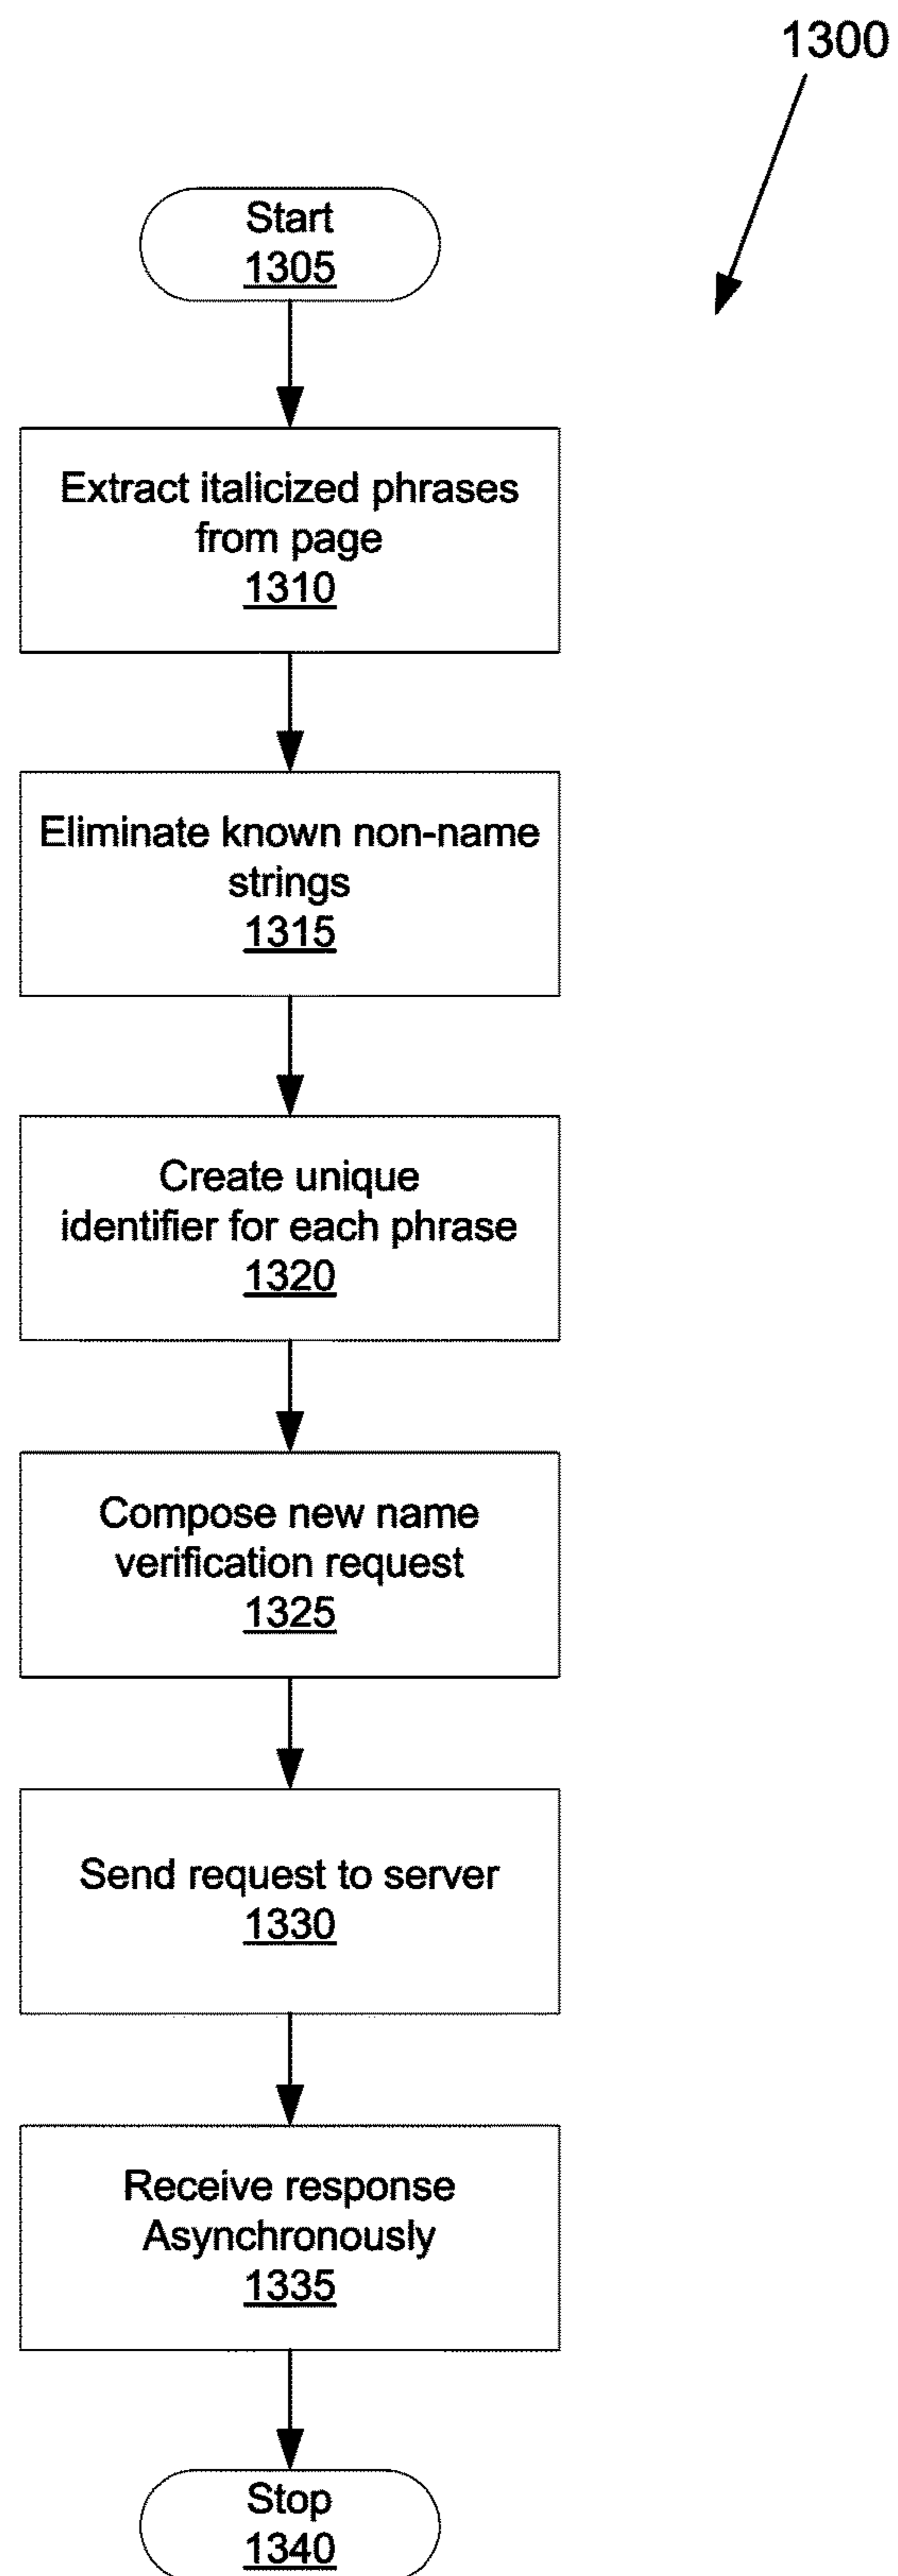 1300
Start
1305
Extract italicized phrases
from page
1310
Eliminate known non-name
strings
1315
Create unique
identifier for each phrase
1320
Compose new name
verification request
1325
Send request to server
1330
Receive response
Asynchronously
1335
Stop
1340